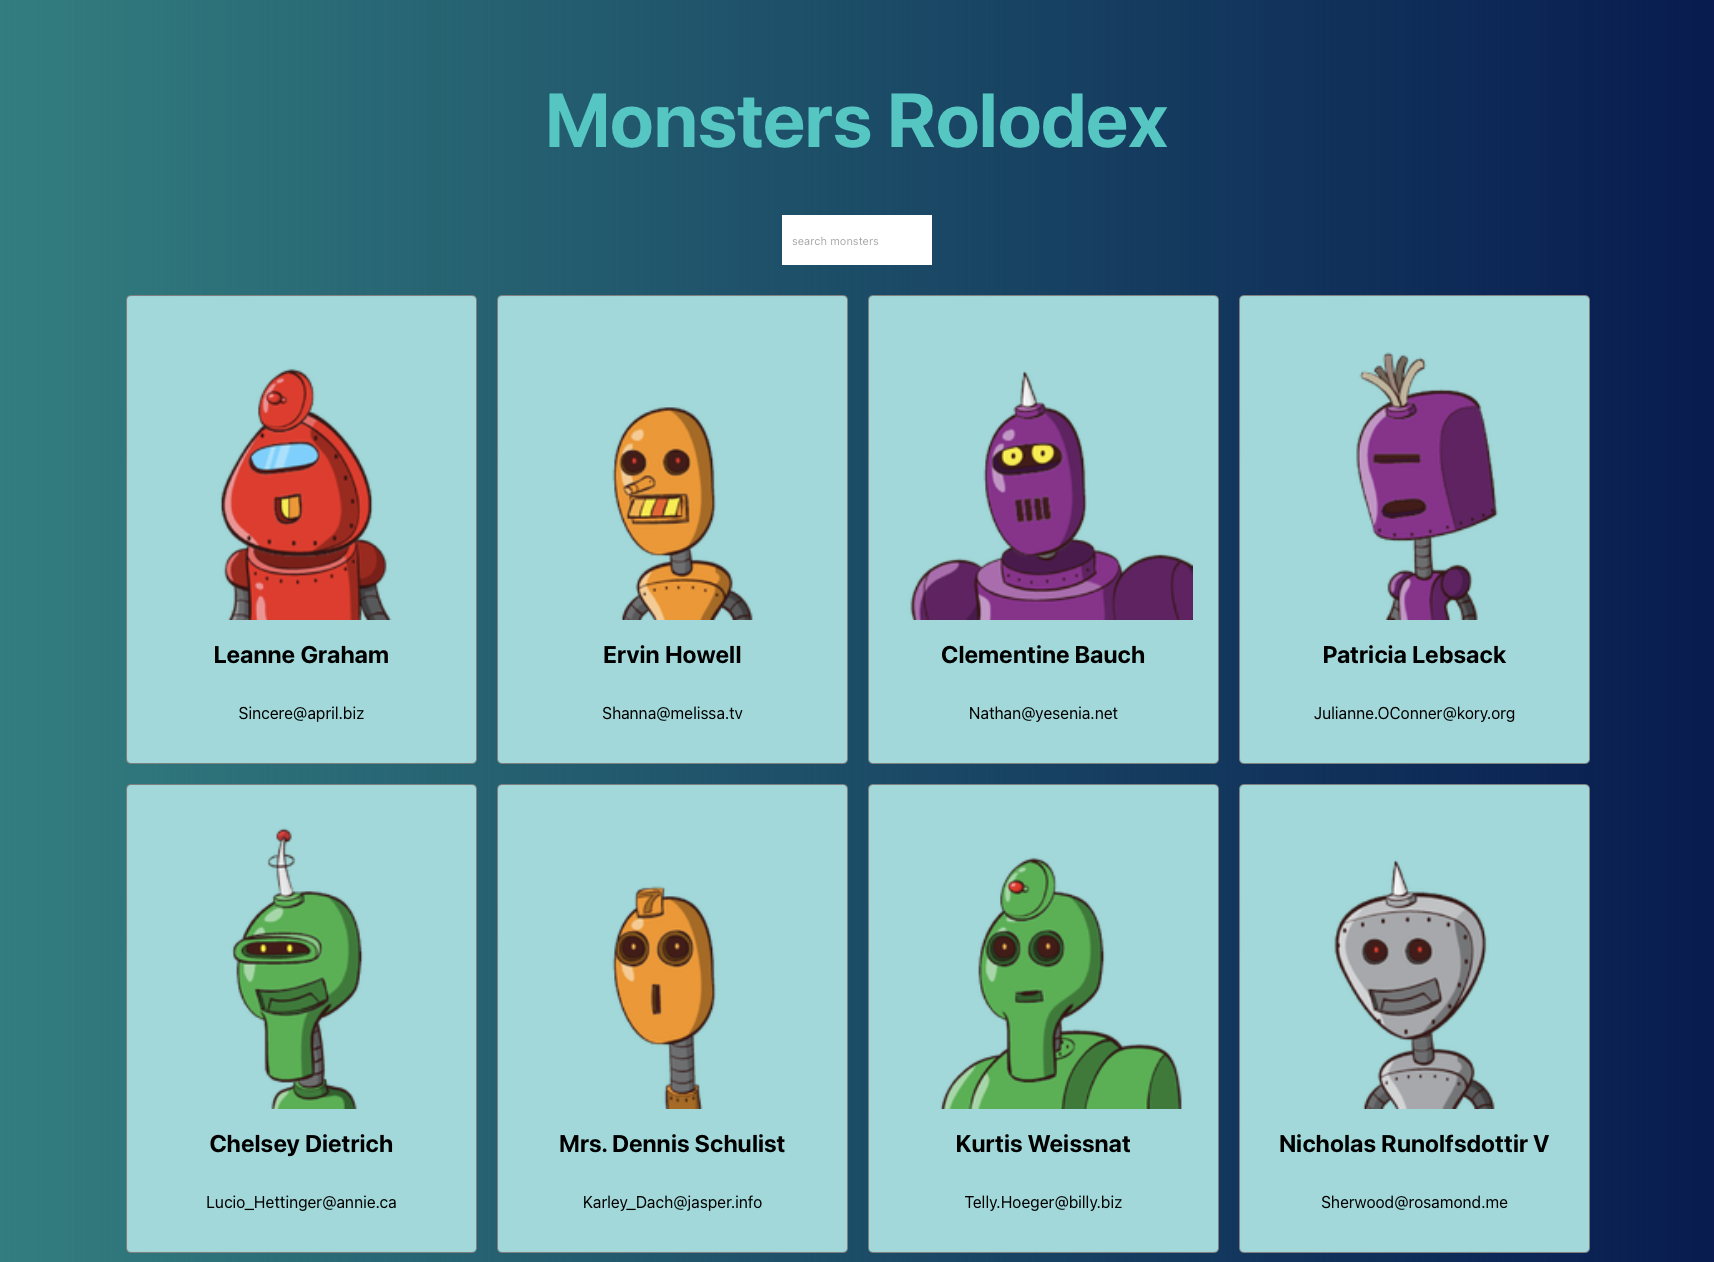 Monsters Rolodex
search monsters
Leanne Graham
Sincere@april.biz
Ervin Howell
Shanna@melissa.tv
Clementine Bauch
Nathan@yesenia.net
Patricia Lebsack
Julianne.OConner@kory.org
Chelsey Dietrich
Lucio_Hettinger@annie.ca
7
Mrs. Dennis Schulist
Karley_Dach@jasper.info
Kurtis Weissnat
Telly.Hoeger@billy.biz
Nicholas Runolfsdottir V
Sherwood@rosamond.me